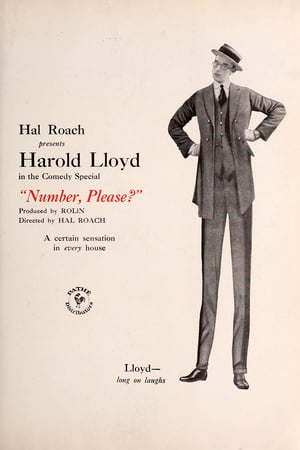 Hal Roach
presents
Harold Lloyd
in the Comedy Special
"Number, Please?"
Produced by ROLIN
Directed by HAL ROACH
A certain sensation
in every house
PATHÉ
Distributors
Lloyd—
long on laughs